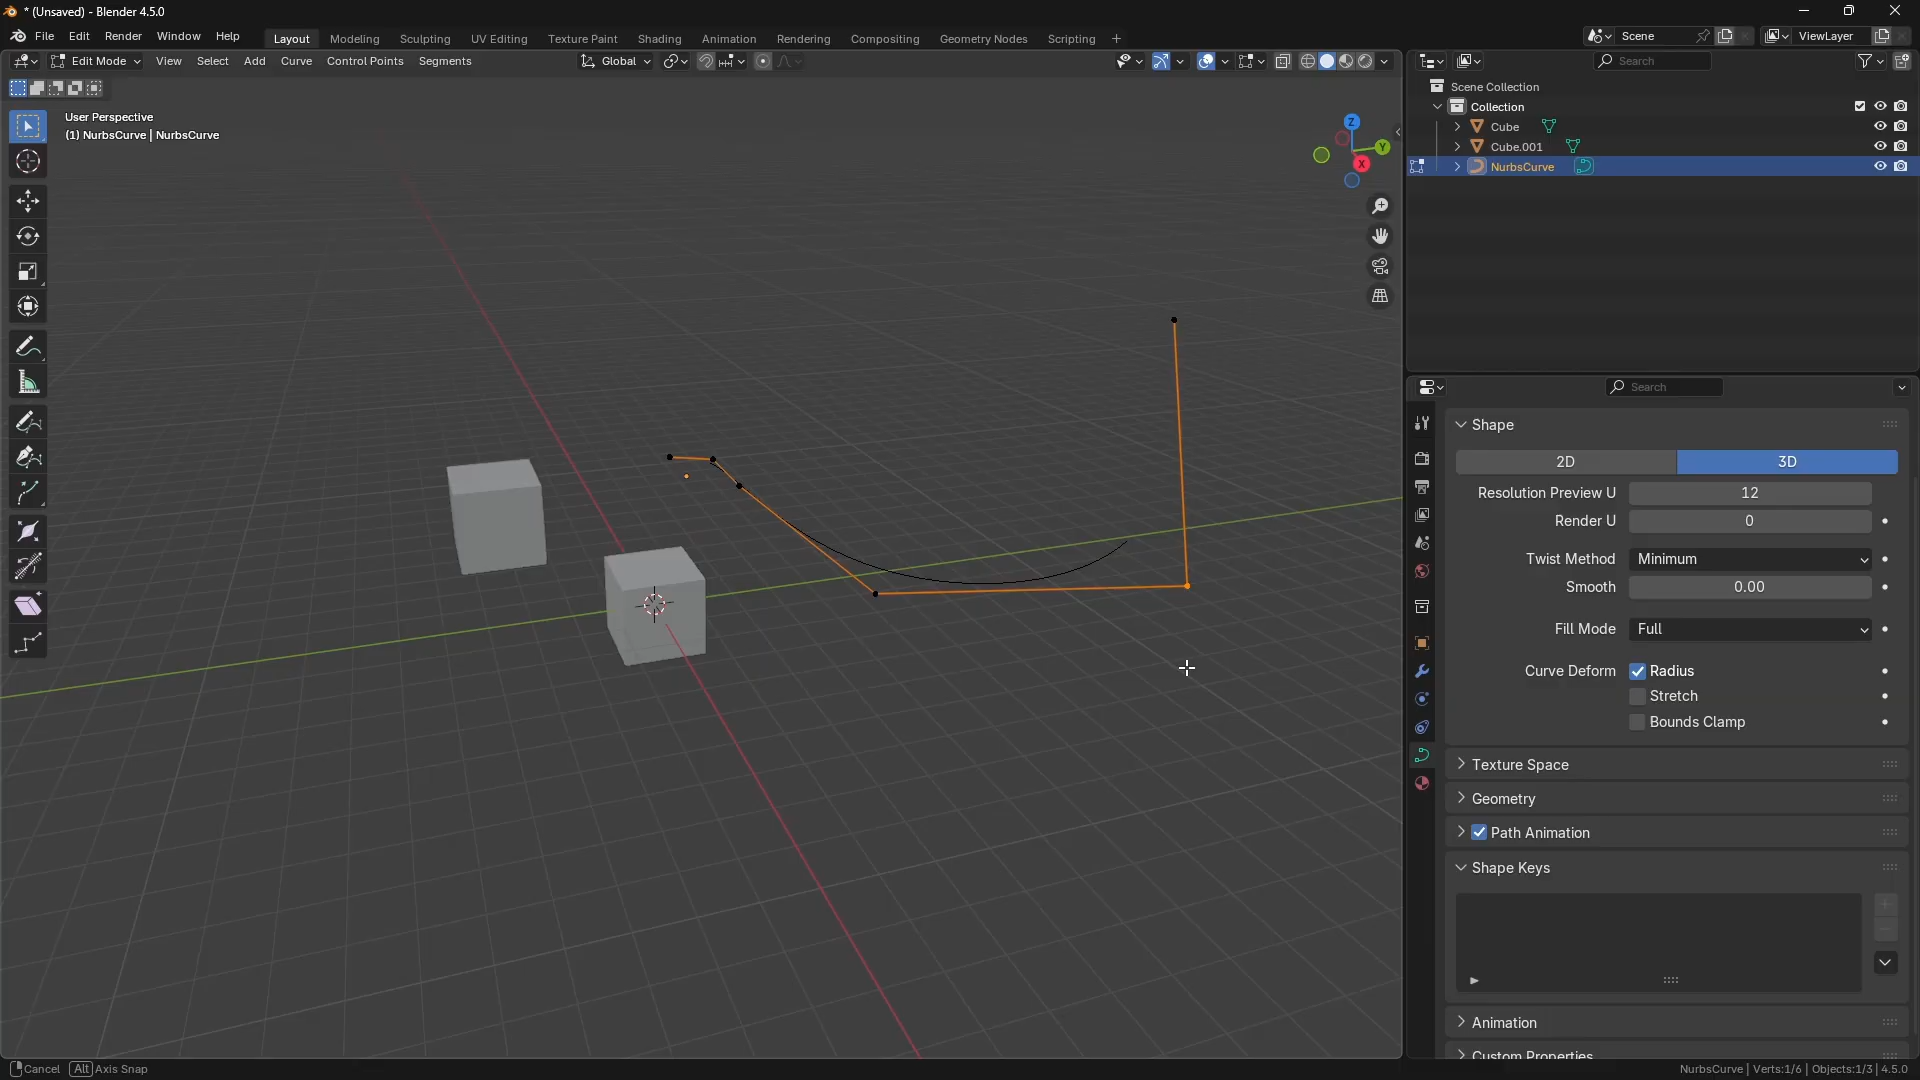 * (Unsaved) - Blender 4.5.0
File Edit Render Window Help
Layout Modeling Sculpting UV Editing Texture Paint Shading Animation Rendering Compositing Geometry Nodes Scripting +
Scene
ViewLayer
Edit Mode View Select Add Curve Control Points Segments
Global
Search
User Perspective
(1) NurbsCurve | NurbsCurve
Z
Y
X
Scene Collection
Collection
Cube
Cube.001
NurbsCurve
Search
Shape
2D 3D
Resolution Preview U 12
Render U 0
Twist Method Minimum
Smooth 0.00
Fill Mode Full
Curve Deform Radius
Stretch
Bounds Clamp
Texture Space
Geometry
Path Animation
Shape Keys
Animation
Custom Properties
Cancel Alt Axis Snap
NurbsCurve | Verts:1/6 | Objects:1/3 | 4.5.0